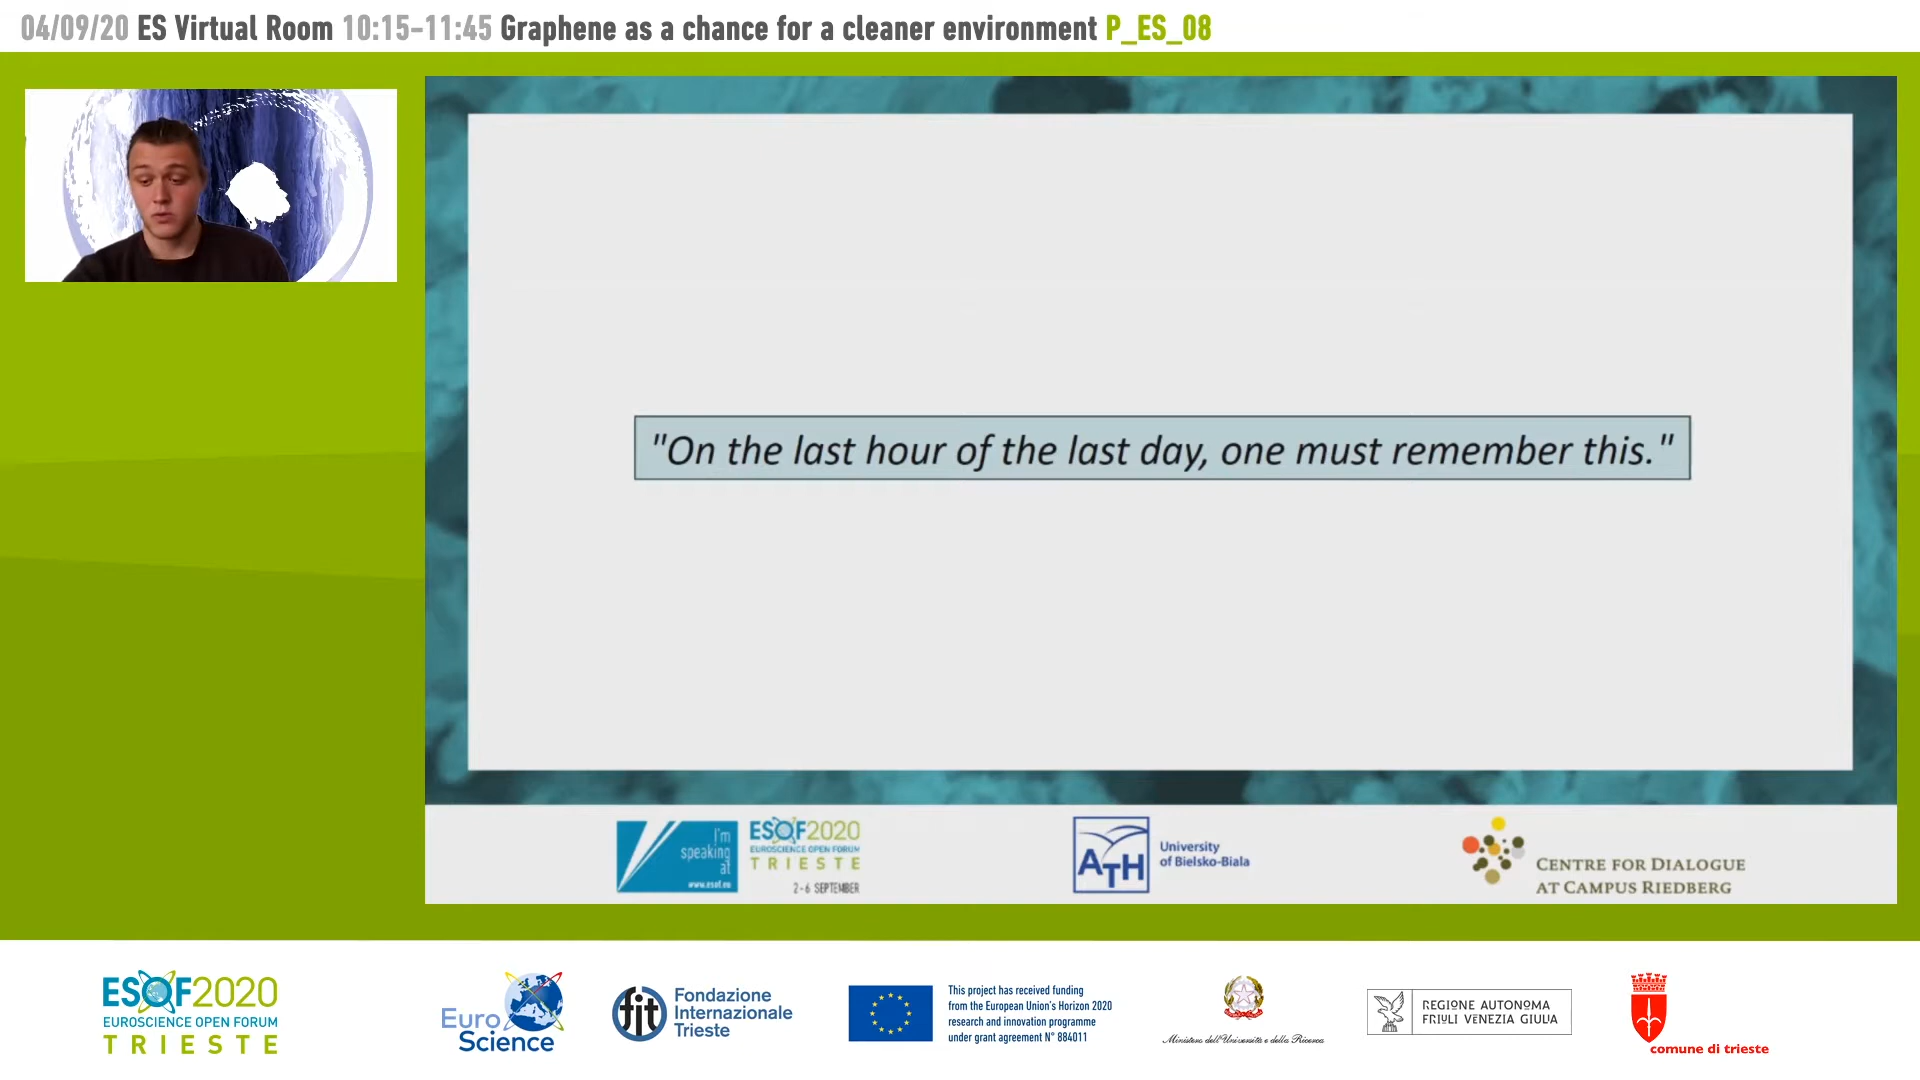 04/09/20 ES Virtual Room 10:15-11:45 Graphene as a chance for a cleaner environment P_ES_08
"On the last hour of the last day, one must remember this."
I'm
speaking
at
www.esof.eu
ESOF2020
EUROSCIENCE OPEN FORUM
TRIESTE
2-6 SEPTEMBER
ATH
University
of Bielsko-Biala
CENTRE FOR DIALOGUE
AT CAMPUS RIEDBERG
ESOF2020
EUROSCIENCE OPEN FORUM
TRIESTE
Euro
Science
fit
Fondazione
Internazionale
Trieste
This project has received funding
from the European Union's Horizon 2020
research and innovation programme
under grant agreement N° 884011
Ministero dell'Università e della Ricerca
REGIONE AUTONOMA
FRIULI VENEZIA GIULIA
comune di trieste